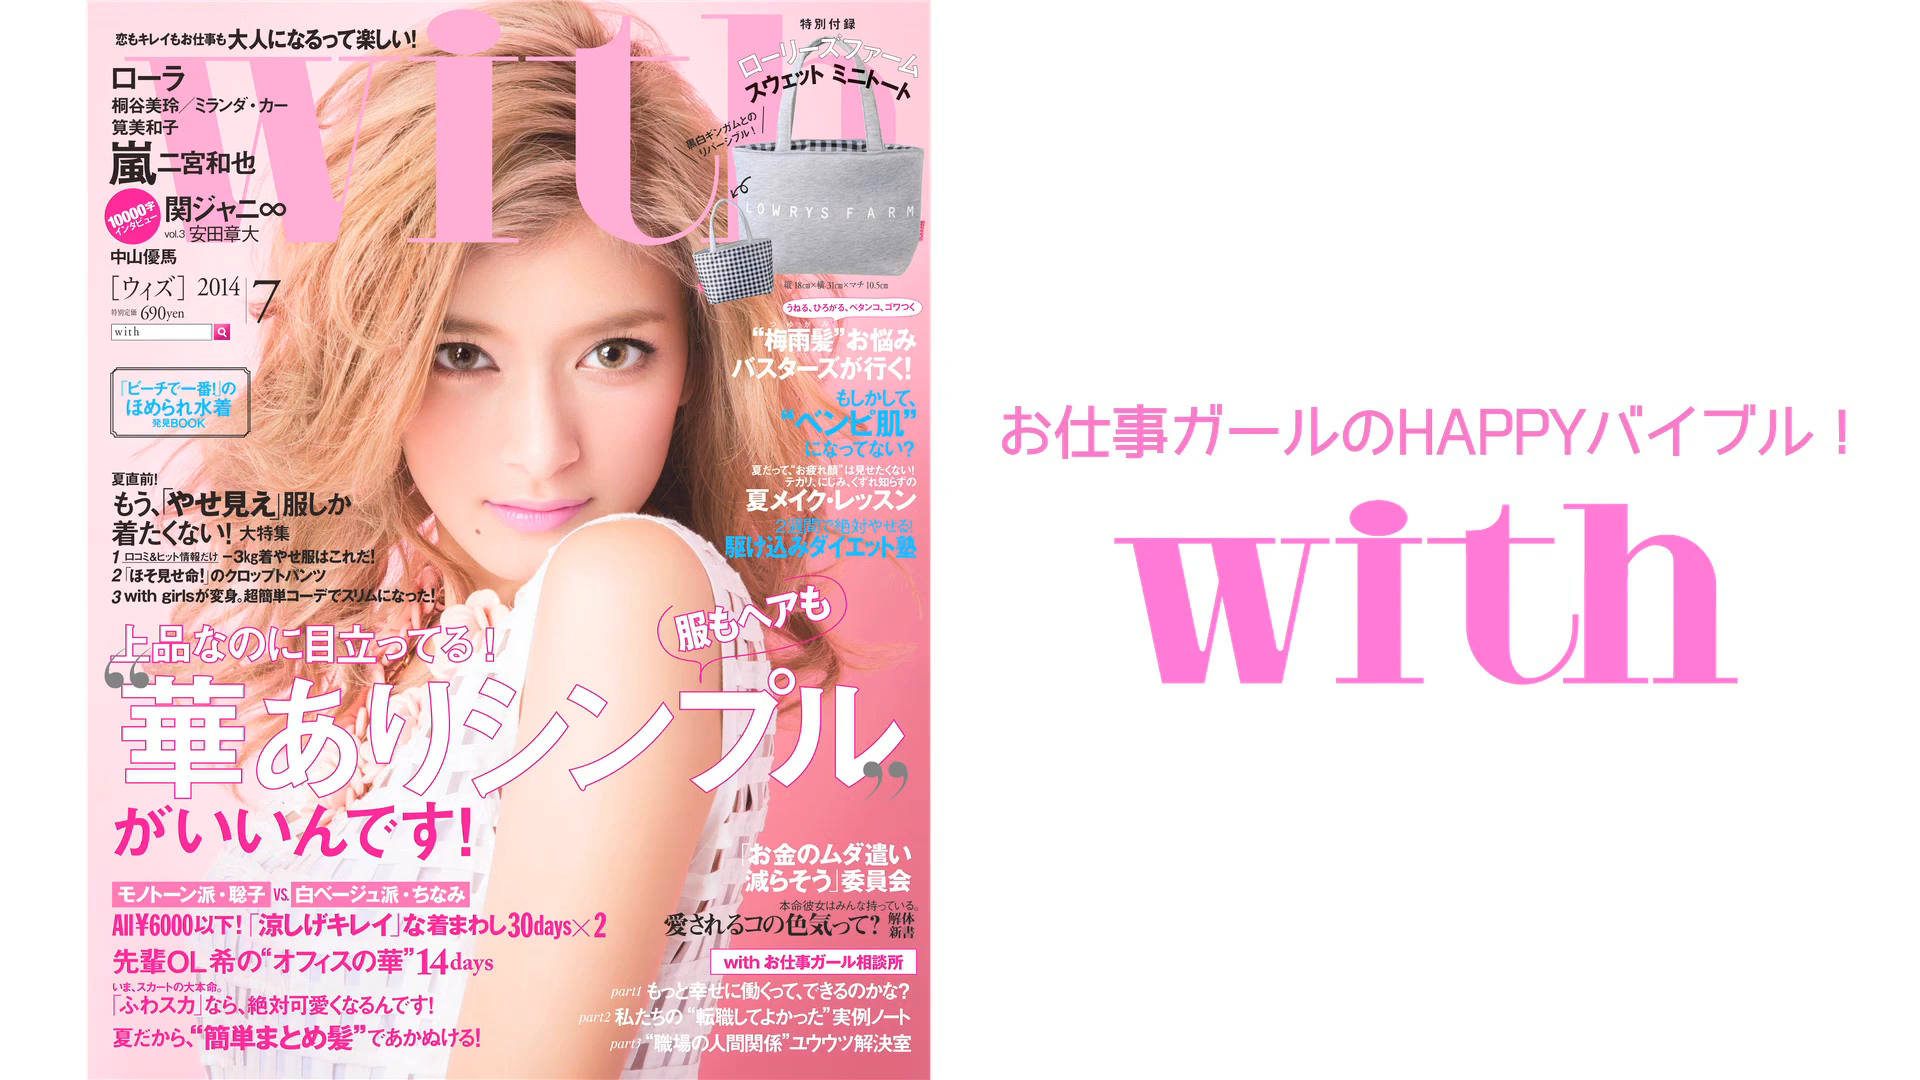 恋もキレイもお仕事も大人になるって楽しい!
with
ローラ
桐谷美玲／ミランダ・カー
筧美和子
嵐二宮和也
10000字
インタビュー
関ジャニ∞
vol.3 安田章大
中山優馬
［ウィズ］2014 7
特別定価 690yen
with
「ビーチで一番!」の
ほめられ水着
発見BOOK
特別付録
ローリーズファーム
スウェット ミニトート
黒白ギンガムとの
リバーシブル!
LOWRYS FARM
縦18㎝×横31㎝×マチ10.5㎝
うねる、ひろがる、ペタンコ、ゴワつく
“梅雨髪”お悩み
バスターズが行く!
もしかして、
“ベンピ肌”
になってない?
夏だって、“お疲れ顔”は見せたくない!
テカリ、にじみ、くずれ知らずの
夏メイク・レッスン
2週間で絶対やせる!
駆け込みダイエット塾
夏直前!
もう、「やせ見え」服しか
着たくない! 大特集
1 口コミ&ヒット情報だけ −3㎏着やせ服はこれだ!
2「ほそ見せ命!」のクロップトパンツ
3 with girlsが変身。超簡単コーデでスリムになった!
服もヘアも
上品なのに目立ってる!
“華ありシンプル”
がいいんです!
モノトーン派・聡子 VS. 白ベージュ派・ちなみ
All¥6000以下!「涼しげキレイ」な着まわし30days×2
先輩OL希の“オフィスの華”14days
いま、スカートの大本命。
「ふわスカ」なら、絶対可愛くなるんです!
夏だから、“簡単まとめ髪”であかぬける!
「お金のムダ遣い
減らそう」委員会
本命彼女はみんな持っている。
愛されるコの色気って? 解体新書
with お仕事ガール相談所
part1 もっと幸せに働くって、できるのかな?
part2 私たちの“転職してよかった”実例ノート
part3 “職場の人間関係”ユウウツ解決室
お仕事ガールのHAPPYバイブル！
with